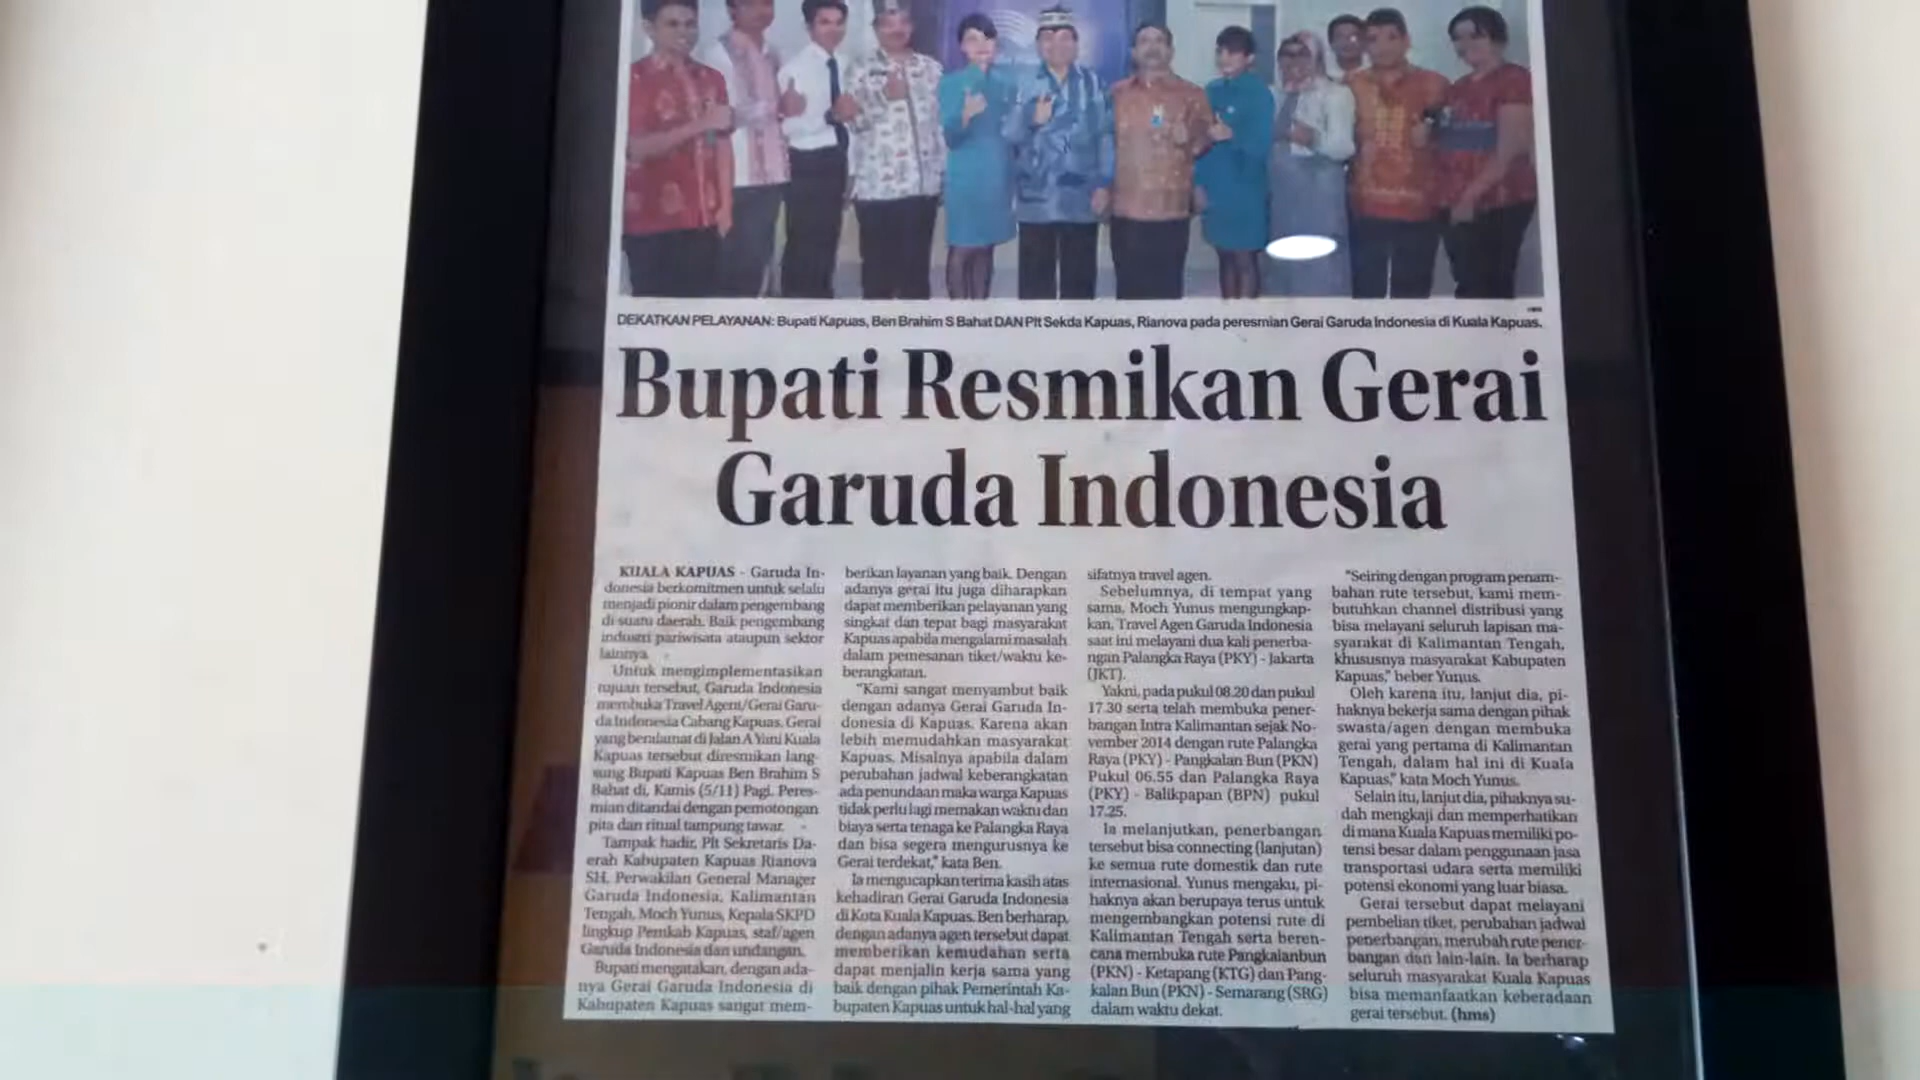 DEKATKAN PELAYANAN: Bupati Kapuas, Ben Brahim S Bahat DAN Plt Sekda Kapuas, Rianova pada peresmian Gerai Garuda Indonesia di Kuala Kapuas.
Bupati Resmikan Gerai
Garuda Indonesia
KUALA KAPUAS - Garuda In-
donesia berkomitmen untuk selalu
menjadi pionir dalam pengembang
di suatu daerah. Baik pengembang
industri pariwisata ataupun sektor
lainnya.
Untuk mengimplementasikan
tujuan tersebut, Garuda Indonesia
membuka Travel Agent/Gerai Garu-
da Indonesia Cabang Kapuas. Gerai
yang beralamat di Jalan A Yani Kuala
Kapuas tersebut diresmikan lang-
sung Bupati Kapuas Ben Brahim S
Bahat di, Kamis (5/11) Pagi. Peres-
mian ditandai dengan pemotongan
pita dan ritual tampung tawar.
Tampak hadir, Plt Sekretaris Da-
erah Kabupaten Kapuas Rianova
SH, Perwakilan General Manager
Garuda Indonesia, Kalimantan
Tengah, Moch Yunus, Kepala SKPD
lingkup Pemkab Kapuas, staf/agen
Garuda Indonesia dan undangan.
Bupati mengatakan, dengan ada-
nya Gerai Garuda Indonesia di
Kabupaten Kapuas sangat mem-
berikan layanan yang baik. Dengan
adanya gerai itu juga diharapkan
dapat memberikan pelayanan yang
singkat dan tepat bagi masyarakat
Kapuas apabila mengalami masalah
dalam pemesanan tiket/waktu ke-
berangkatan.
"Kami sangat menyambut baik
dengan adanya Gerai Garuda In-
donesia di Kapuas. Karena akan
lebih memudahkan masyarakat
Kapuas. Misalnya apabila dalam
perubahan jadwal keberangkatan
ada penundaan maka warga Kapuas
tidak perlu lagi memakan waktu dan
biaya serta tenaga ke Palangka Raya
dan bisa segera mengurusnya ke
Gerai terdekat," kata Ben.
Ia mengucapkan terima kasih atas
kehadiran Gerai Garuda Indonesia
di Kota Kuala Kapuas. Ben berharap,
dengan adanya agen tersebut dapat
memberikan kemudahan serta
dapat menjalin kerja sama yang
baik dengan pihak Pemerintah Ka-
bupaten Kapuas untuk hal-hal yang
sifatnya travel agen.
Sebelumnya, di tempat yang
sama, Moch Yunus mengungkap-
kan, Travel Agen Garuda Indonesia
saat ini melayani dua kali penerba-
ngan Palangka Raya (PKY) - Jakarta
(JKT).
Yakni, pada pukul 08.20 dan pukul
17.30 serta telah membuka pener-
bangan Intra Kalimantan sejak No-
vember 2014 dengan rute Palangka
Raya (PKY) - Pangkalan Bun (PKN)
Pukul 06.55 dan Palangka Raya
(PKY) - Balikpapan (BPN) pukul
17.25.
Ia melanjutkan, penerbangan
tersebut bisa connecting (lanjutan)
ke semua rute domestik dan rute
internasional. Yunus mengaku, pi-
haknya akan berupaya terus untuk
mengembangkan potensi rute di
Kalimantan Tengah serta beren-
cana membuka rute Pangkalanbun
(PKN) - Ketapang (KTG) dan Pang-
kalan Bun (PKN) - Semarang (SRG)
dalam waktu dekat.
"Seiring dengan program penam-
bahan rute tersebut, kami mem-
butuhkan channel distribusi yang
bisa melayani seluruh lapisan ma-
syarakat di Kalimantan Tengah,
khususnya masyarakat Kabupaten
Kapuas," beber Yunus.
Oleh karena itu, lanjut dia, pi-
haknya bekerja sama dengan pihak
swasta/agen dengan membuka
gerai yang pertama di Kalimantan
Tengah, dalam hal ini di Kuala
Kapuas," kata Moch Yunus.
Selain itu, lanjut dia, pihaknya su-
dah mengkaji dan memperhatikan
di mana Kuala Kapuas memiliki po-
tensi besar dalam penggunaan jasa
transportasi udara serta memiliki
potensi ekonomi yang luar biasa.
Gerai tersebut dapat melayani
pembelian tiket, perubahan jadwal
penerbangan, merubah rute pener-
bangan dan lain-lain. Ia berharap
seluruh masyarakat Kuala Kapuas
bisa memanfaatkan keberadaan
gerai tersebut. (hms)